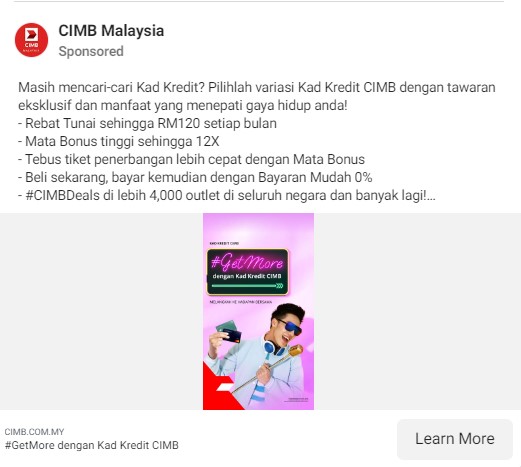 CIMB
CIMB Malaysia
Sponsored
Masih mencari-cari Kad Kredit? Pilihlah variasi Kad Kredit CIMB dengan tawaran
eksklusif dan manfaat yang menepati gaya hidup anda!
- Rebat Tunai sehingga RM120 setiap bulan
- Mata Bonus tinggi sehingga 12X
- Tebus tiket penerbangan lebih cepat dengan Mata Bonus
- Beli sekarang, bayar kemudian dengan Bayaran Mudah 0%
- #CIMBDeals di lebih 4,000 outlet di seluruh negara dan banyak lagi!...
KAD KREDIT CIMB
#GetMore
dengan Kad Kredit CIMB
MELANGKAH KE HADAPAN BERSAMA
CIMB.COM.MY
#GetMore dengan Kad Kredit CIMB
Learn More